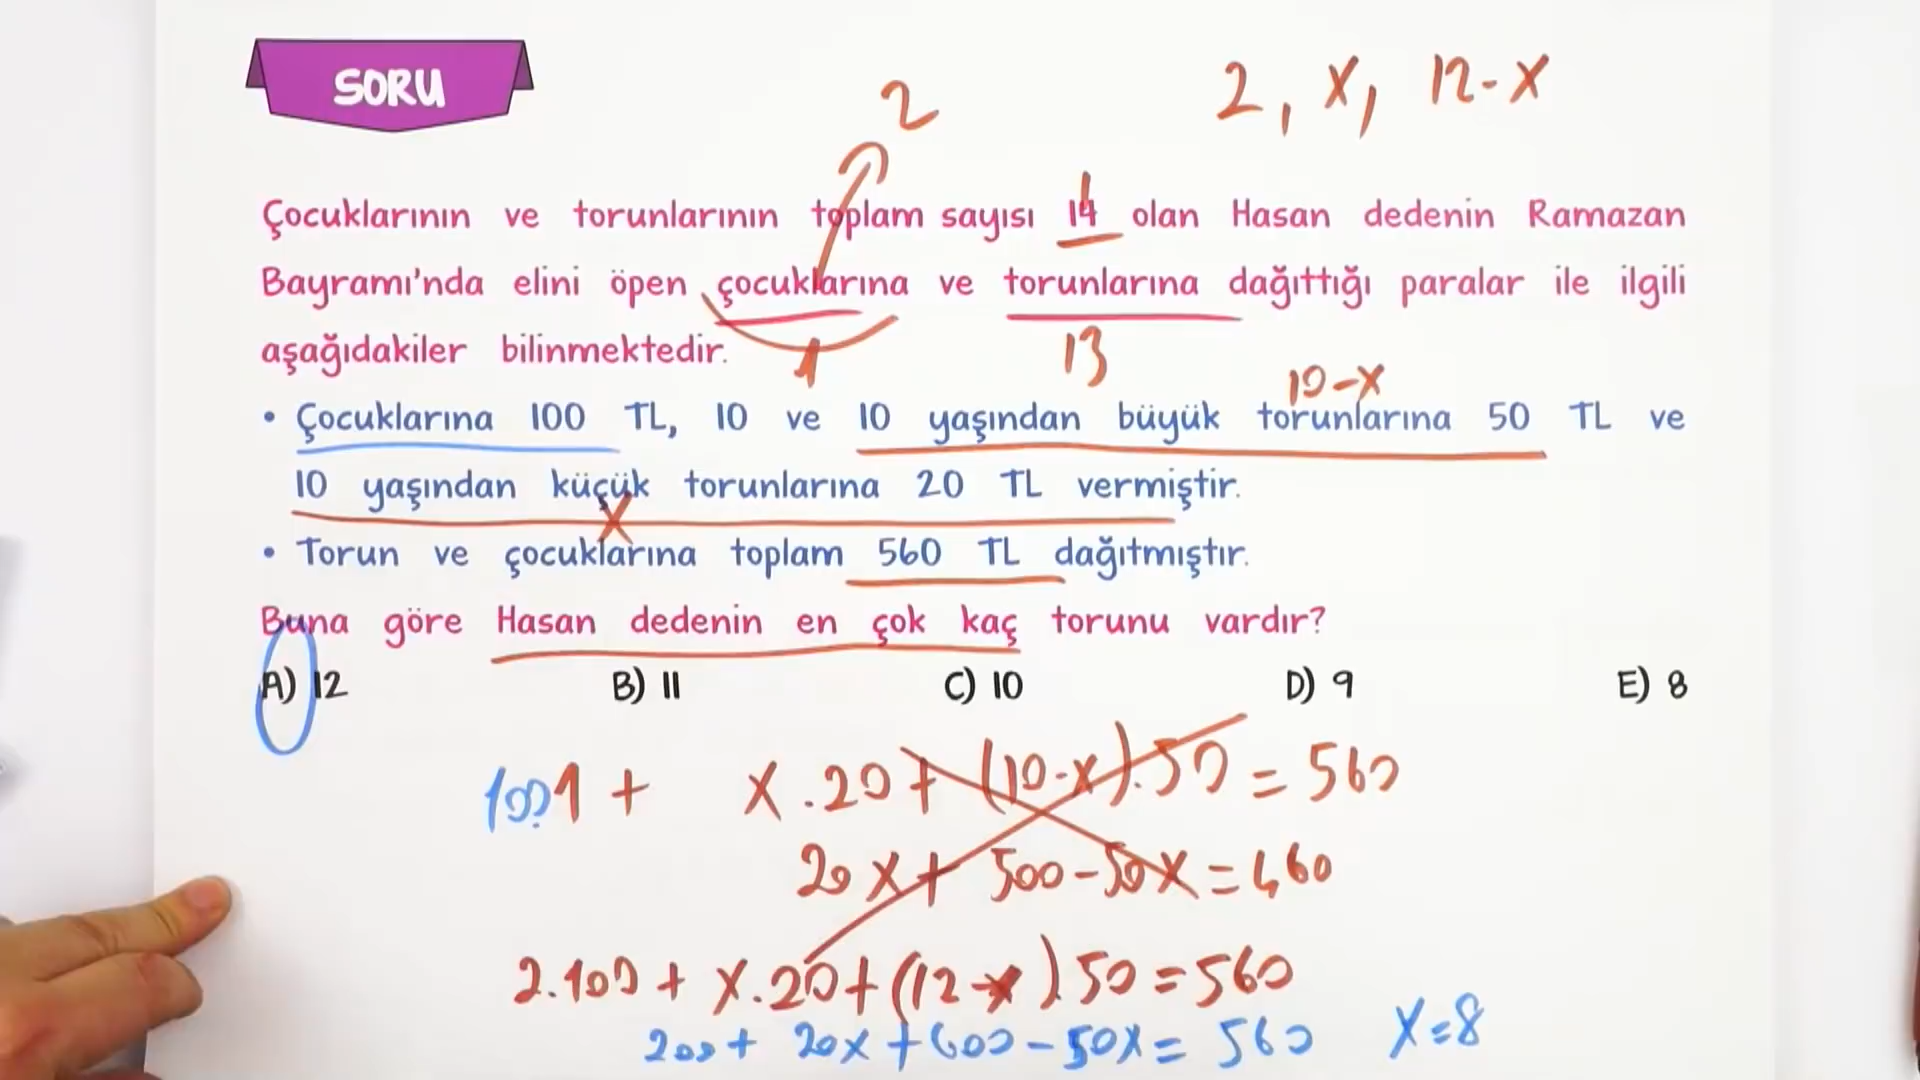 SORU
2
2, x, 12-x
Çocuklarının ve torunlarının toplam sayısı 14 olan Hasan dedenin Ramazan
Bayramı'nda elini öpen çocuklarına ve torunlarına dağıttığı paralar ile ilgili
aşağıdakiler bilinmektedir.
1
13
10-x
• Çocuklarına 100 TL, 10 ve 10 yaşından büyük torunlarına 50 TL ve
10 yaşından küçük torunlarına 20 TL vermiştir.
x
• Torun ve çocuklarına toplam 560 TL dağıtmıştır.
Buna göre Hasan dedenin en çok kaç torunu vardır?
A) 12 B) 11 C) 10 D) 9 E) 8
100.1 + x.20 + (10-x).50 = 560
20x + 500-50x = 460
2.100 + x.20 + (12-x)50 = 560
200 + 20x + 600 - 50x = 560 x=8